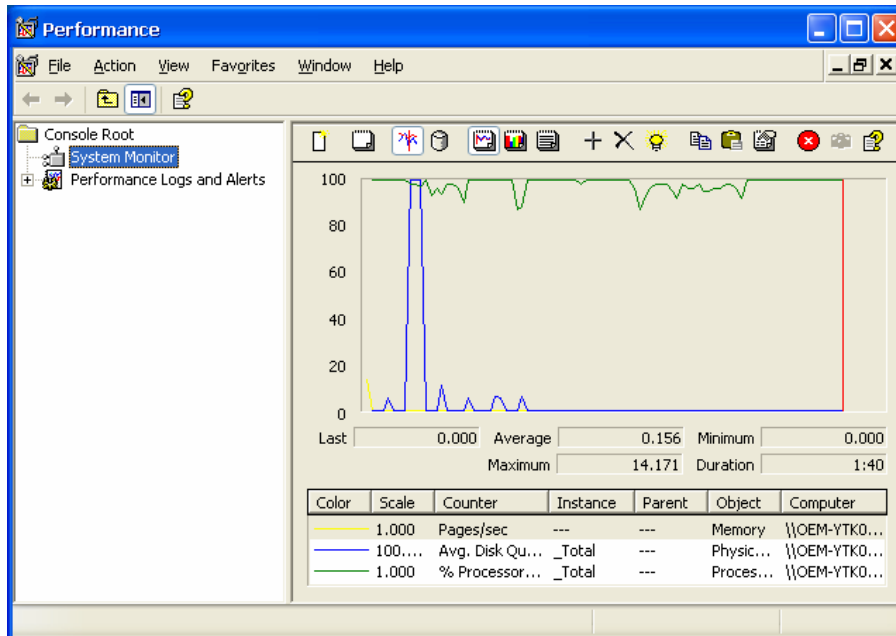 Performance
File Action View Favorites Window Help
Console Root
System Monitor
Performance Logs and Alerts
100
80
60
40
20
0
Last 0.000 Average 0.156 Minimum 0.000
Maximum 14.171 Duration 1:40
Color Scale Counter Instance Parent Object Computer
1.000 Pages/sec --- --- Memory \\OEM-YTK0...
100.... Avg. Disk Qu... _Total --- Physic... \\OEM-YTK0...
1.000 % Processor... _Total --- Proces... \\OEM-YTK0...